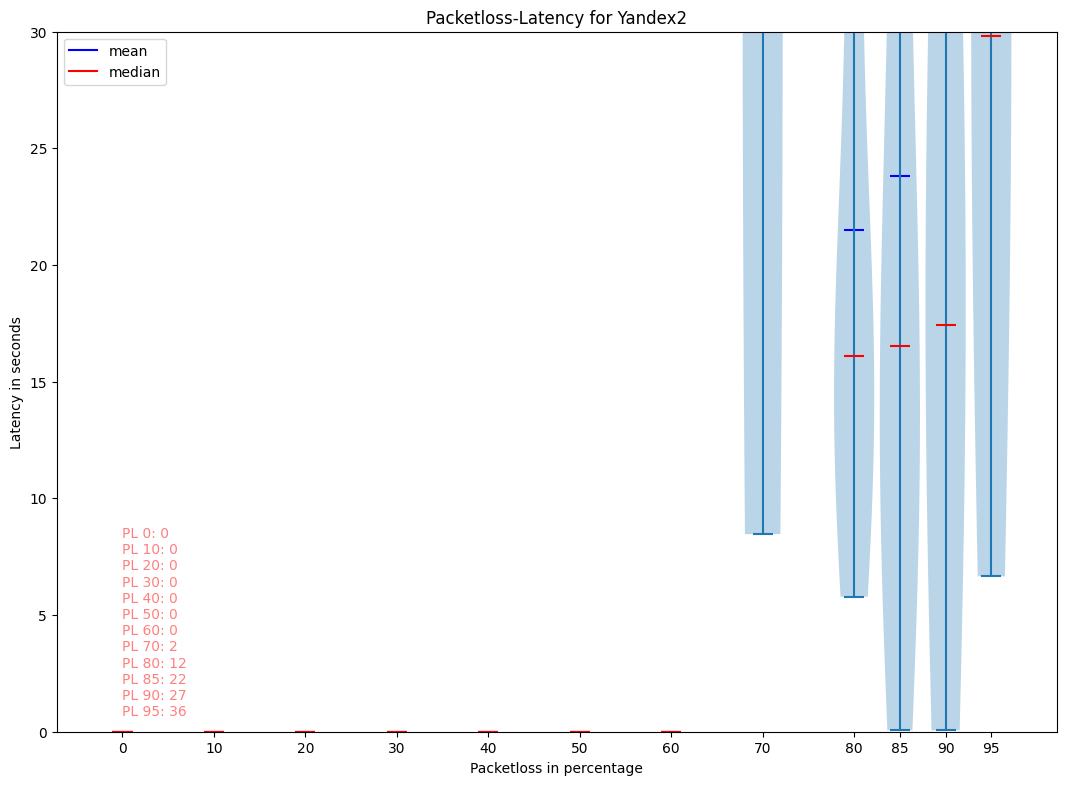 Packetloss-Latency for Yandex2
mean
median
30
25
20
15
10
5
0
Latency in seconds
PL 0: 0
PL 10: 0
PL 20: 0
PL 30: 0
PL 40: 0
PL 50: 0
PL 60: 0
PL 70: 2
PL 80: 12
PL 85: 22
PL 90: 27
PL 95: 36
0 10 20 30 40 50 60 70 80 85 90 95
Packetloss in percentage